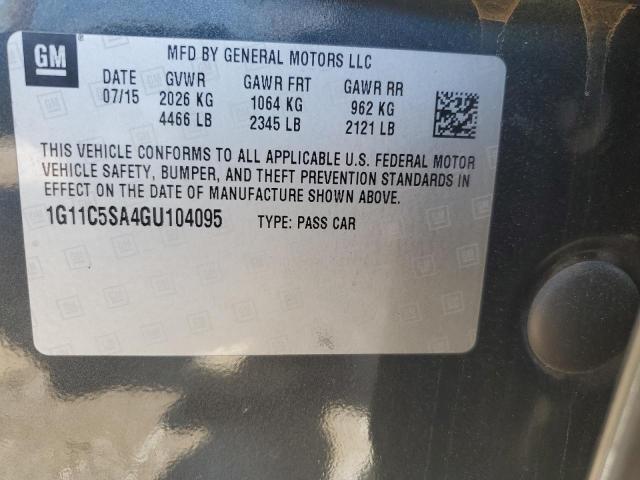 GM
MFD BY GENERAL MOTORS LLC
DATE GVWR GAWR FRT GAWR RR
07/15 2026 KG 1064 KG 962 KG
4466 LB 2345 LB 2121 LB
THIS VEHICLE CONFORMS TO ALL APPLICABLE U.S. FEDERAL MOTOR
VEHICLE SAFETY, BUMPER, AND THEFT PREVENTION STANDARDS IN
EFFECT ON THE DATE OF MANUFACTURE SHOWN ABOVE.
1G11C5SA4GU104095 TYPE: PASS CAR